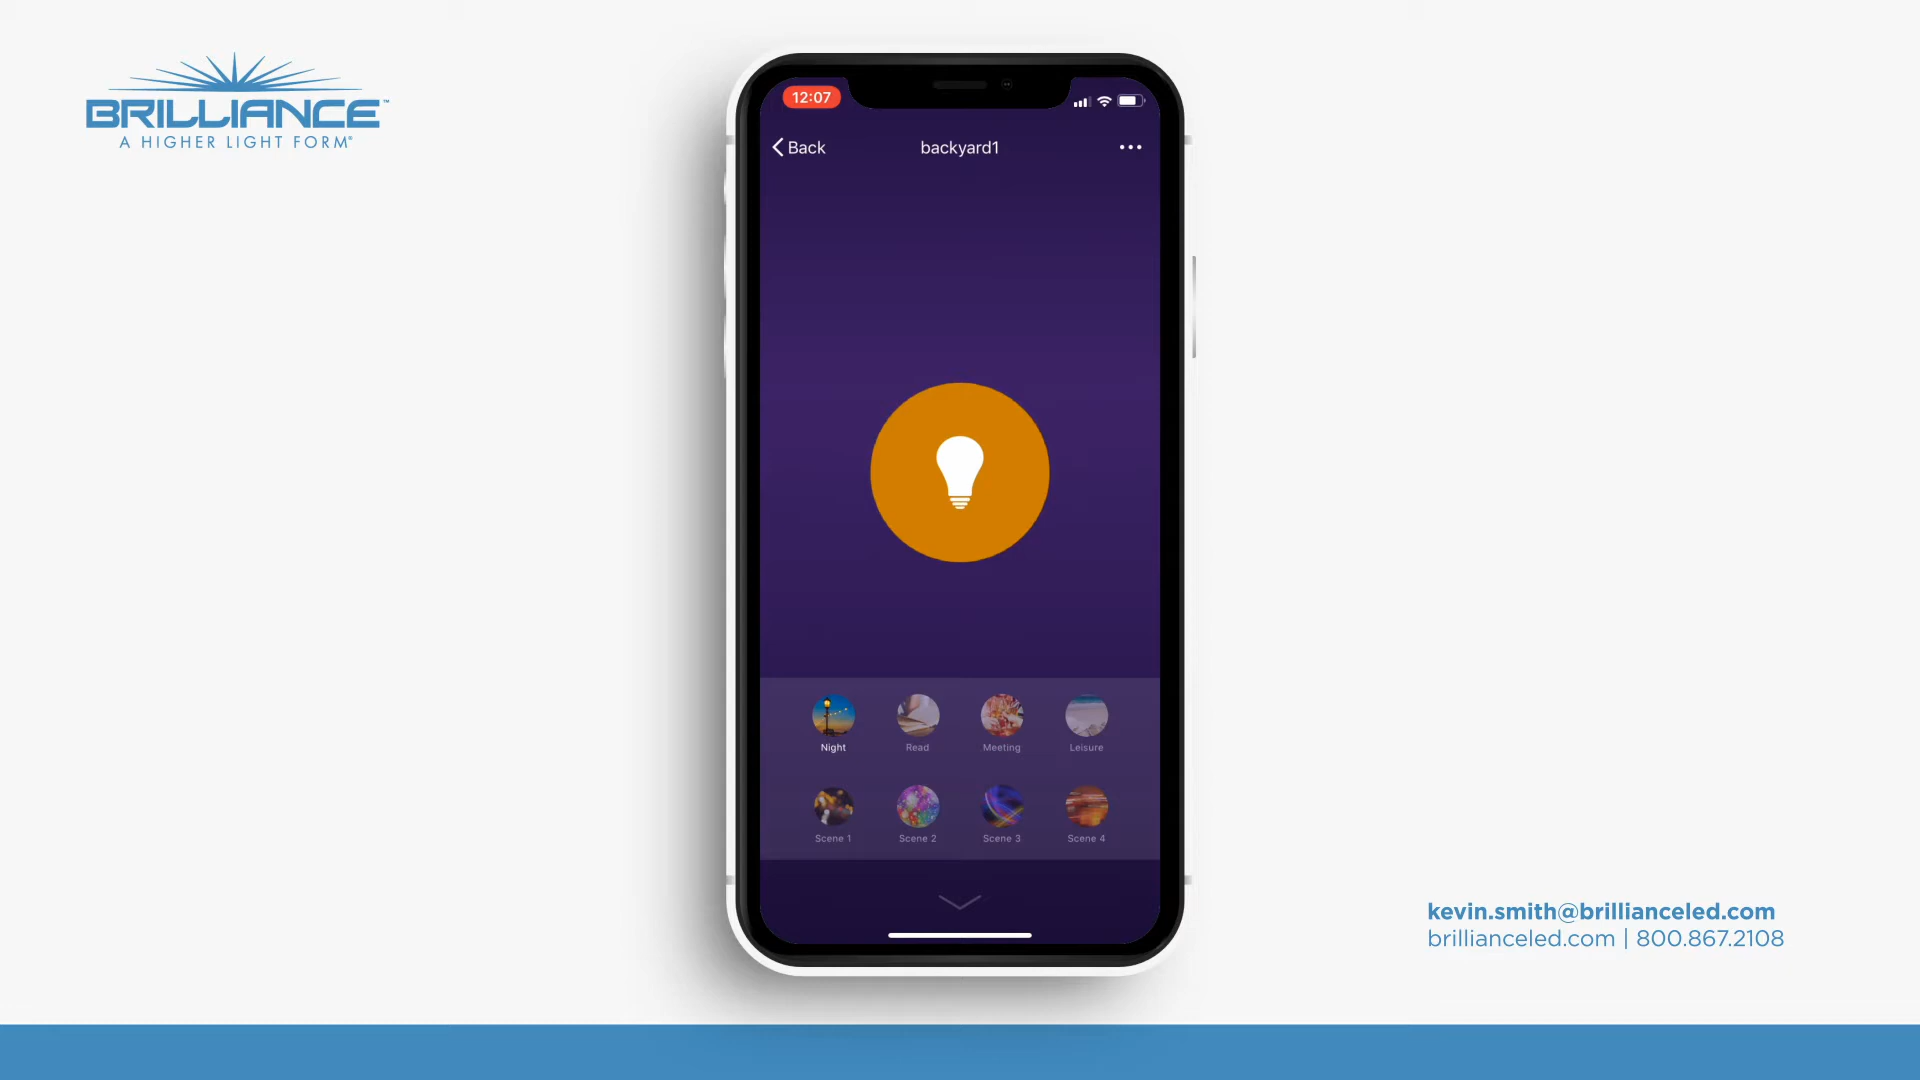 BRILLIANCE™
A HIGHER LIGHT FORM®
12:07
Back
backyard1
Night
Read
Meeting
Leisure
Scene 1
Scene 2
Scene 3
Scene 4
kevin.smith@brillianceled.com
brillianceled.com | 800.867.2108